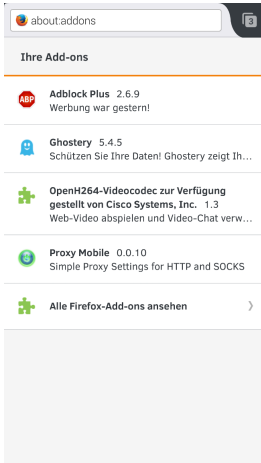 about:addons
3
Ihre Add-ons
ABP
Adblock Plus 2.6.9
Werbung war gestern!
Ghostery 5.4.5
Schützen Sie Ihre Daten! Ghostery zeigt Ih...
OpenH264-Videocodec zur Verfügung
gestellt von Cisco Systems, Inc. 1.3
Web-Video abspielen und Video-Chat verw...
Proxy Mobile 0.0.10
Simple Proxy Settings for HTTP and SOCKS
Alle Firefox-Add-ons ansehen